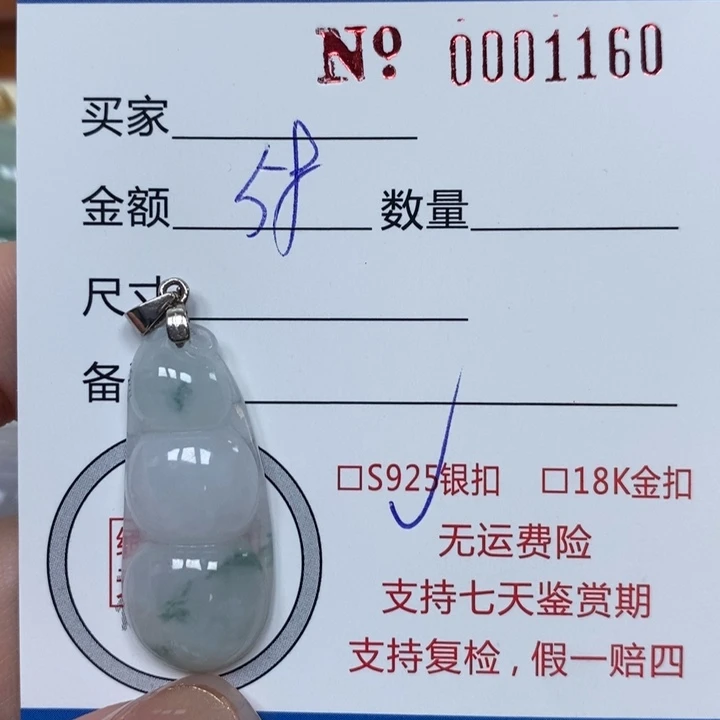 № 0001160
买家
金额 58 数量
尺寸
备
□S925银扣 □18K金扣
无运费险
支持七天鉴赏期
支持复检，假一赔四